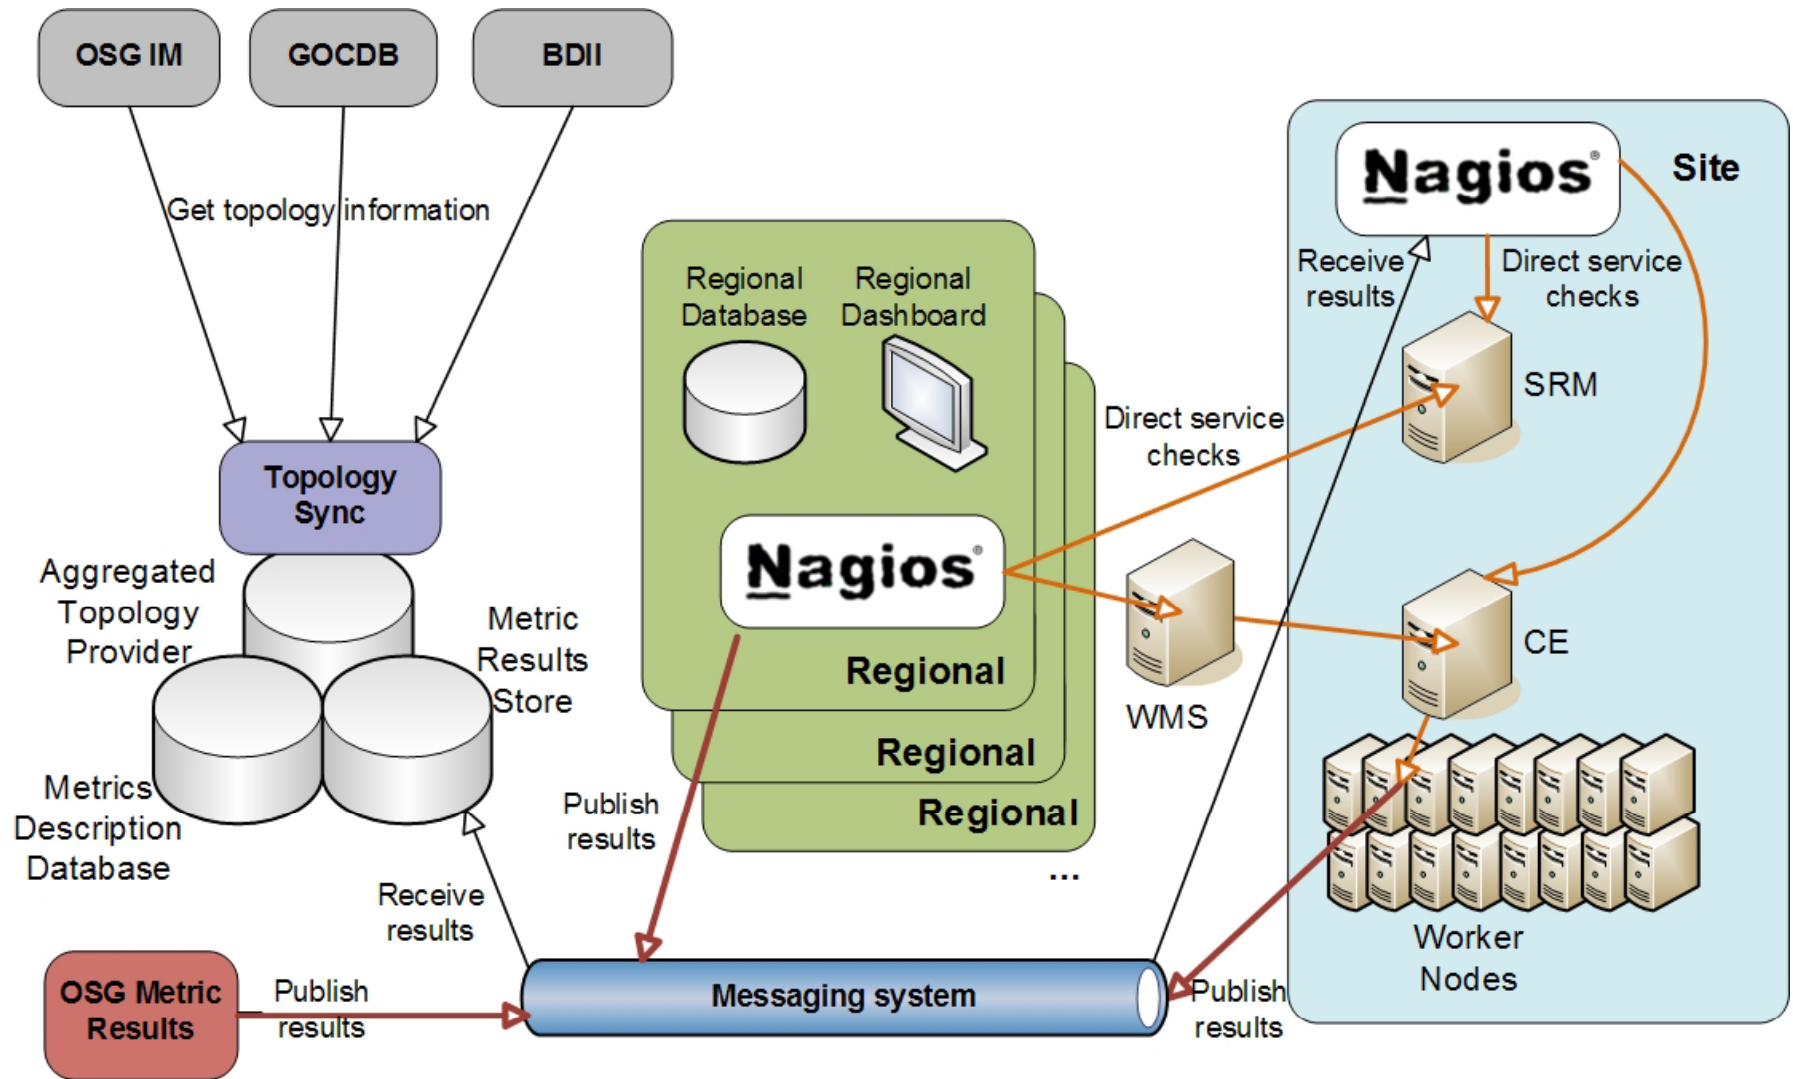 OSG IM
GOCDB
BDII
Get topology information
Topology
Sync
Aggregated
Topology
Provider
Metric
Results
Store
Metrics
Description
Database
Receive
results
OSG Metric
Results
Publish
results
Messaging system
Publish
results
Regional
Database
Regional
Dashboard
Nagios®
Regional
Regional
Regional
...
Direct service
checks
WMS
Site
Nagios®
Receive
results
Direct service
checks
SRM
CE
Worker
Nodes
Publish
results